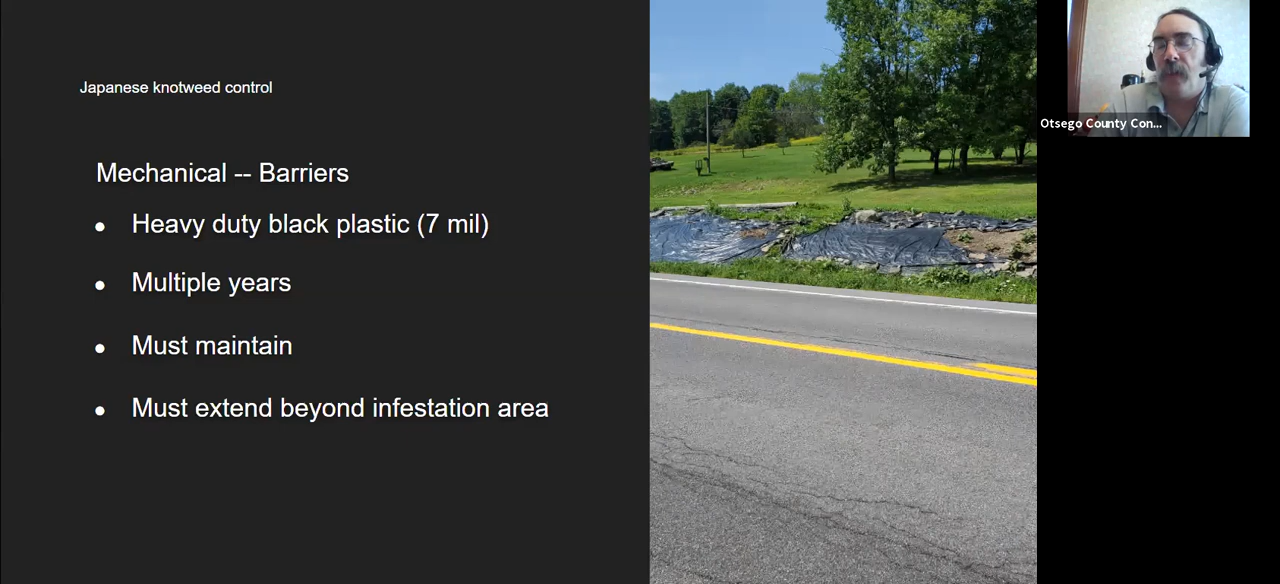 Japanese knotweed control
Mechanical -- Barriers
● Heavy duty black plastic (7 mil)
● Multiple years
● Must maintain
● Must extend beyond infestation area
Otsego County Con...